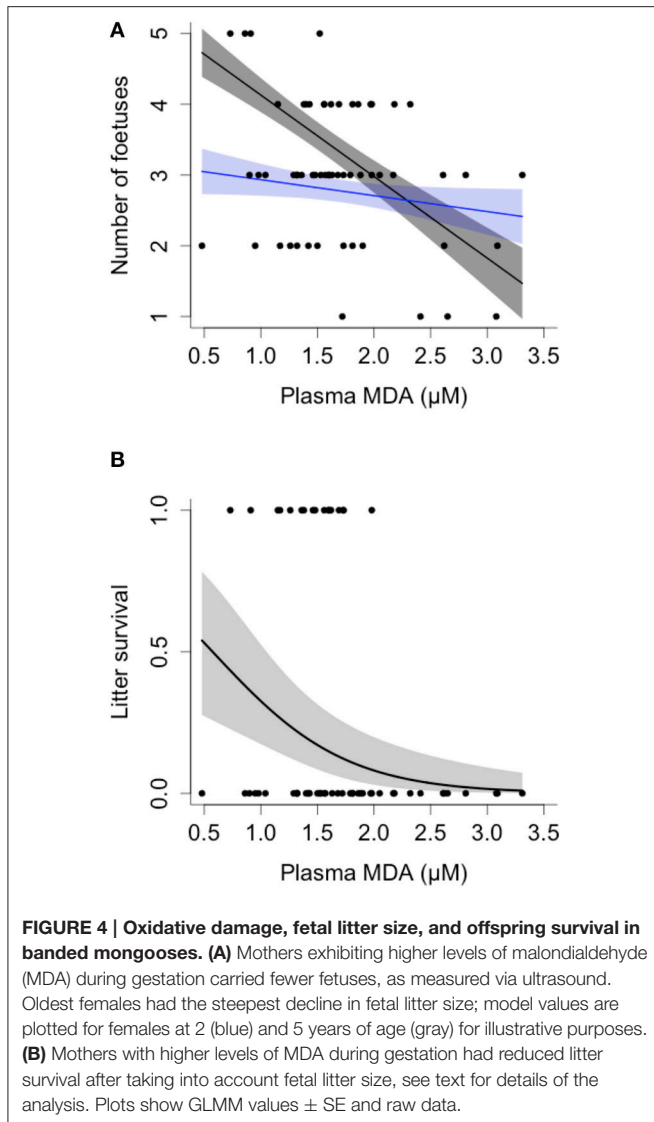 A
5
4
3
2
1
Number of foetuses
0.5 1.0 1.5 2.0 2.5 3.0 3.5
Plasma MDA (µM)
B
1.0
0.5
0.0
Litter survival
0.5 1.0 1.5 2.0 2.5 3.0 3.5
Plasma MDA (µM)
FIGURE 4 | Oxidative damage, fetal litter size, and offspring survival in
banded mongooses. (A) Mothers exhibiting higher levels of malondialdehyde
(MDA) during gestation carried fewer fetuses, as measured via ultrasound.
Oldest females had the steepest decline in fetal litter size; model values are
plotted for females at 2 (blue) and 5 years of age (gray) for illustrative purposes.
(B) Mothers with higher levels of MDA during gestation had reduced litter
survival after taking into account fetal litter size, see text for details of the
analysis. Plots show GLMM values ± SE and raw data.